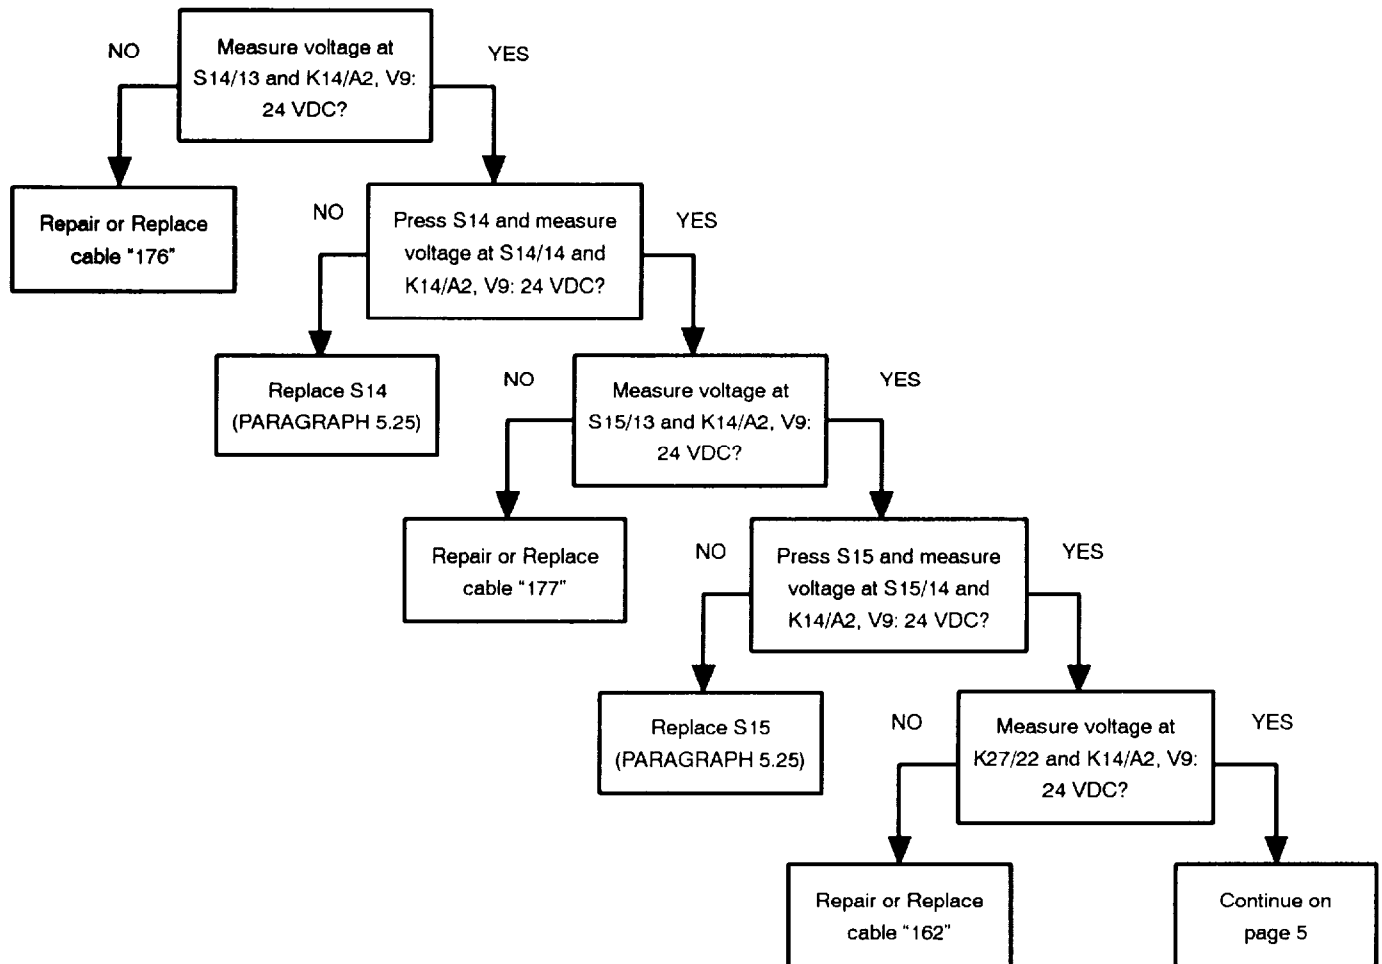 NO
Measure voltage at
S14/13 and K14/A2, V9:
24 VDC?
YES
Repair or Replace
cable "176"
NO
Press S14 and measure
voltage at S14/14 and
K14/A2, V9: 24 VDC?
YES
Replace S14
(PARAGRAPH 5.25)
NO
Measure voltage at
S15/13 and K14/A2, V9:
24 VDC?
YES
Repair or Replace
cable "177"
NO
Press S15 and measure
voltage at S15/14 and
K14/A2, V9: 24 VDC?
YES
Replace S15
(PARAGRAPH 5.25)
NO
Measure voltage at
K27/22 and K14/A2, V9:
24 VDC?
YES
Repair or Replace
cable "162"
Continue on
page 5